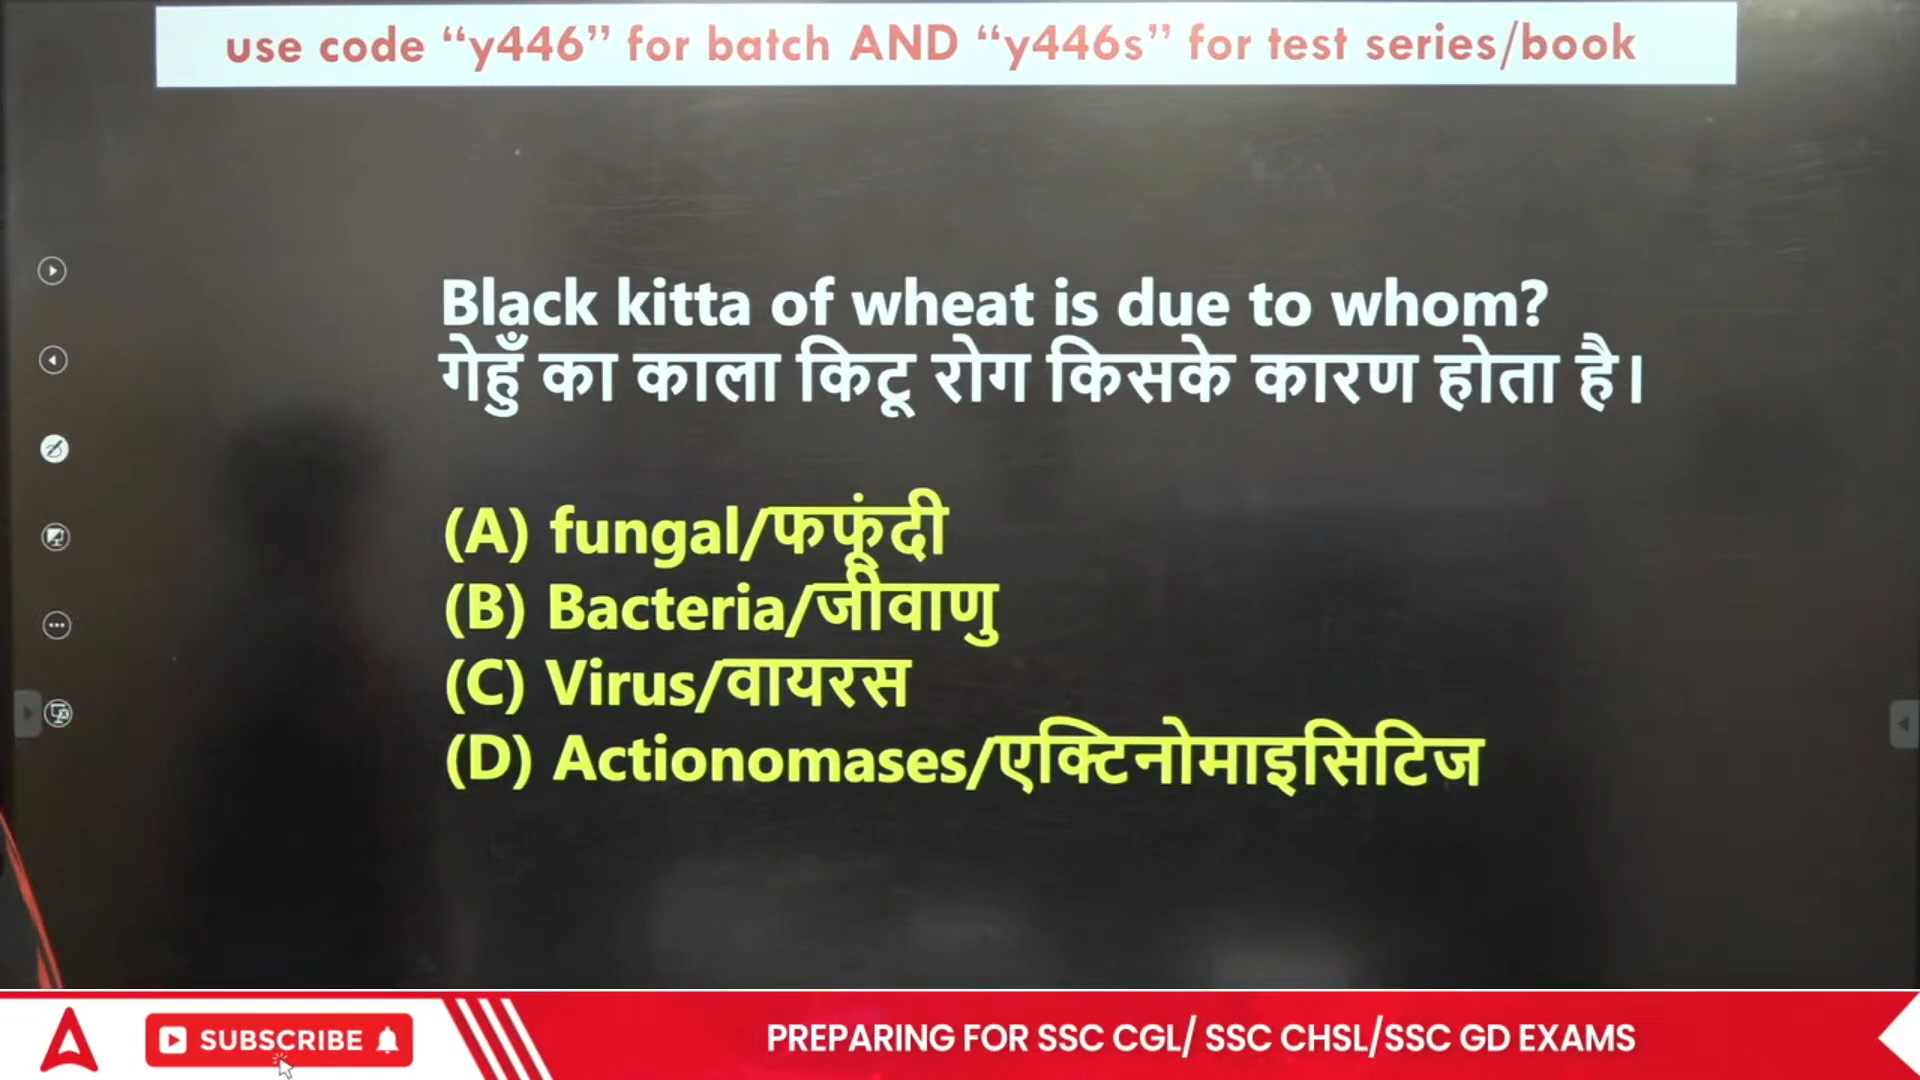 use code “y446” for batch AND “y446s” for test series/book
Black kitta of wheat is due to whom?
गेहुँ का काला किटू रोग किसके कारण होता है।
(A) fungal/फफूंदी
(B) Bacteria/जीवाणु
(C) Virus/वायरस
(D) Actionomases/एक्टिनोमाइसिटिज
SUBSCRIBE
PREPARING FOR SSC CGL/ SSC CHSL/SSC GD EXAMS